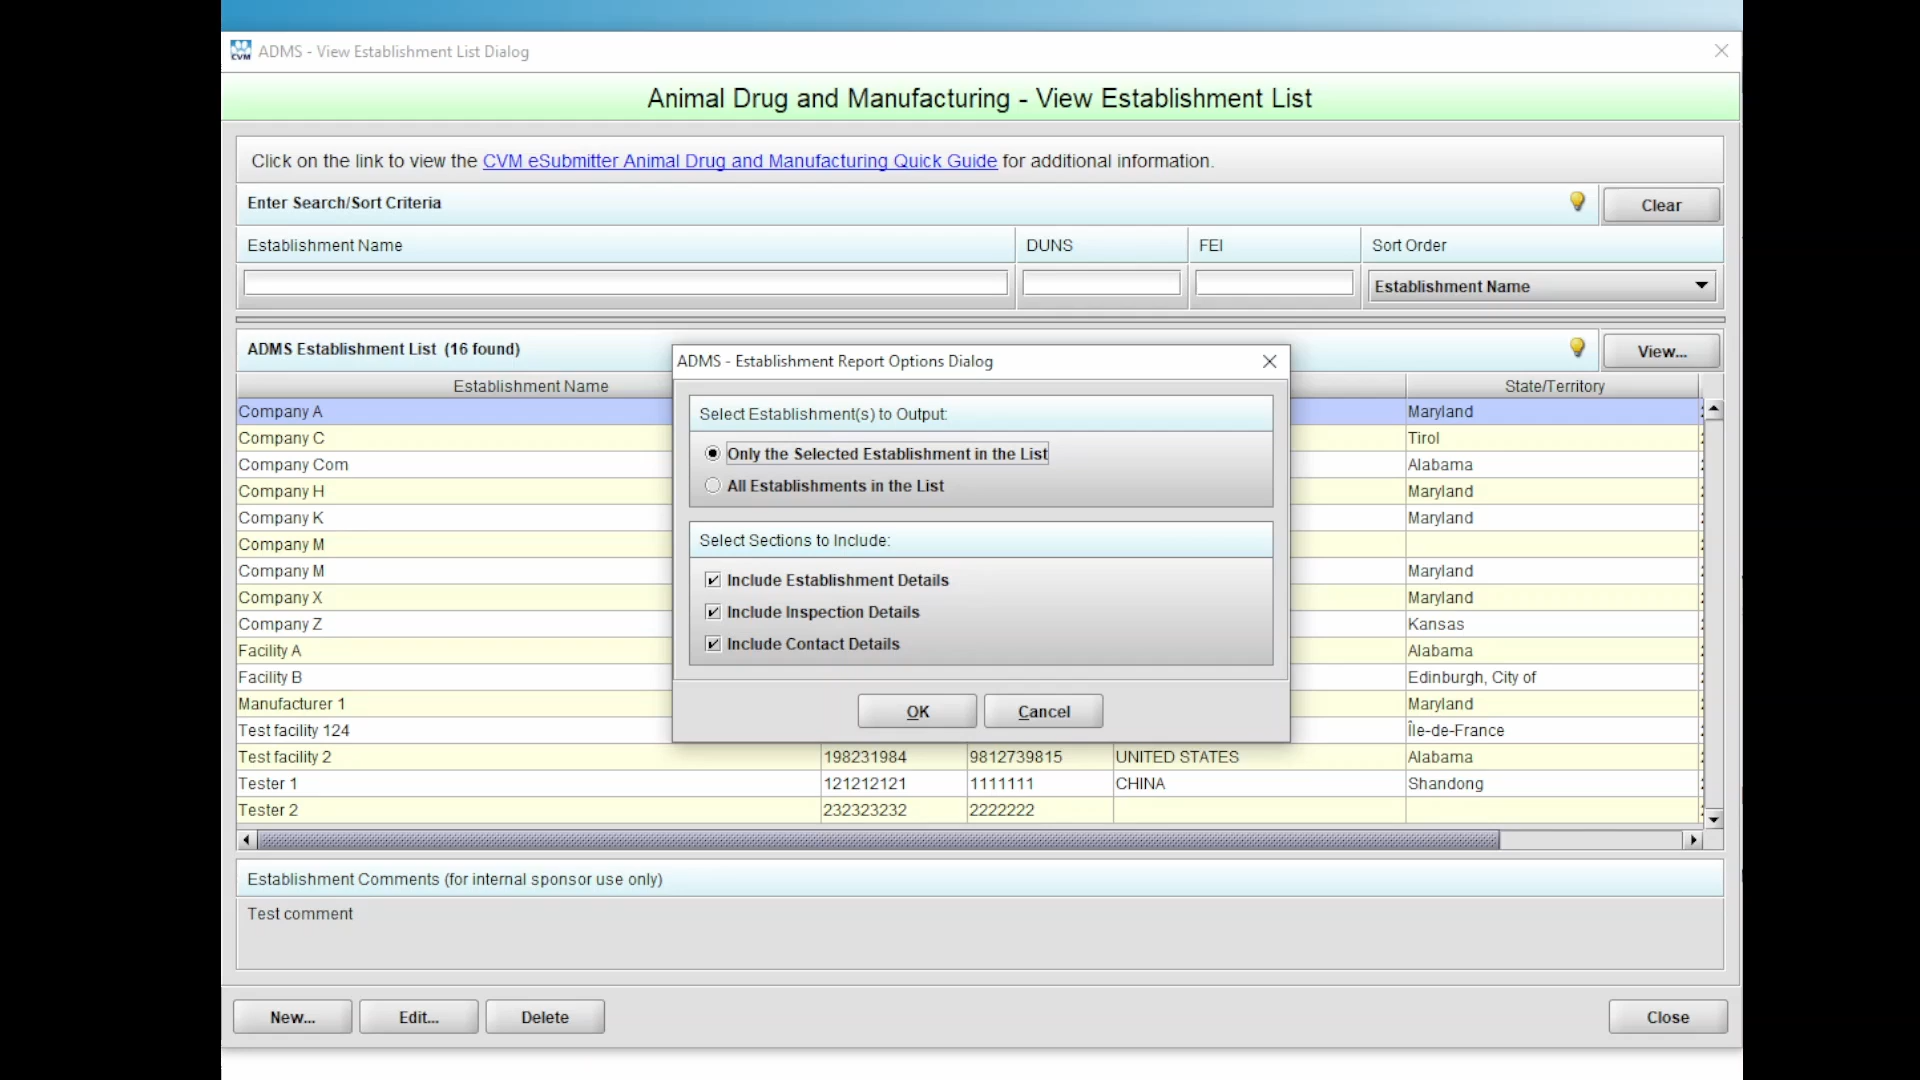 CVM ADMS - View Establishment List Dialog
Animal Drug and Manufacturing - View Establishment List
Click on the link to view the CVM eSubmitter Animal Drug and Manufacturing Quick Guide for additional information.
Enter Search/Sort Criteria Clear
Establishment Name DUNS FEI Sort Order
Establishment Name
ADMS Establishment List (16 found) View...
Establishment Name State/Territory
Company A Maryland
Company C Tirol
Company Com Alabama
Company H Maryland
Company K Maryland
Company M
Company M Maryland
Company X Maryland
Company Z Kansas
Facility A Alabama
Facility B Edinburgh, City of
Manufacturer 1 Maryland
Test facility 124 Île-de-France
Test facility 2 198231984 9812739815 UNITED STATES Alabama
Tester 1 121212121 1111111 CHINA Shandong
Tester 2 232323232 2222222
ADMS - Establishment Report Options Dialog
Select Establishment(s) to Output:
Only the Selected Establishment in the List
All Establishments in the List
Select Sections to Include:
Include Establishment Details
Include Inspection Details
Include Contact Details
OK Cancel
Establishment Comments (for internal sponsor use only)
Test comment
New... Edit... Delete Close